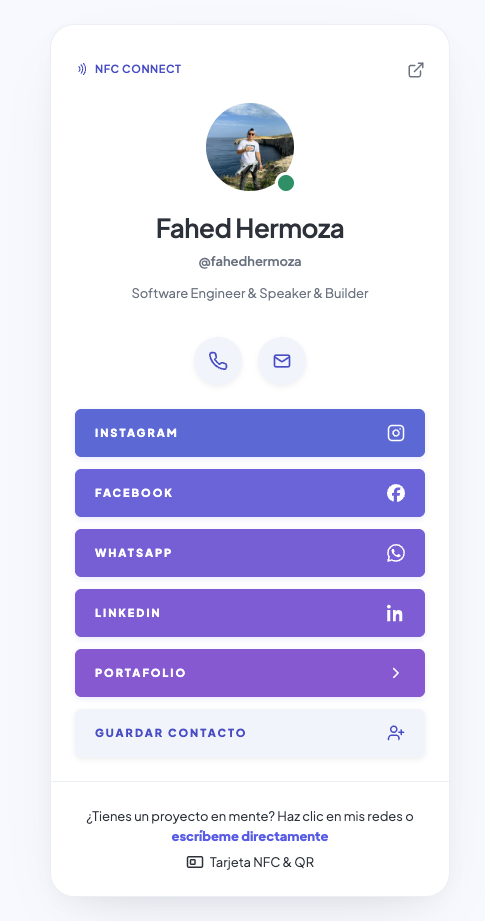 NFC CONNECT
Fahed Hermoza
@fahedhermoza
Software Engineer & Speaker & Builder
INSTAGRAM
FACEBOOK
WHATSAPP
LINKEDIN
PORTAFOLIO
GUARDAR CONTACTO
¿Tienes un proyecto en mente? Haz clic en mis redes o
escríbeme directamente
Tarjeta NFC & QR